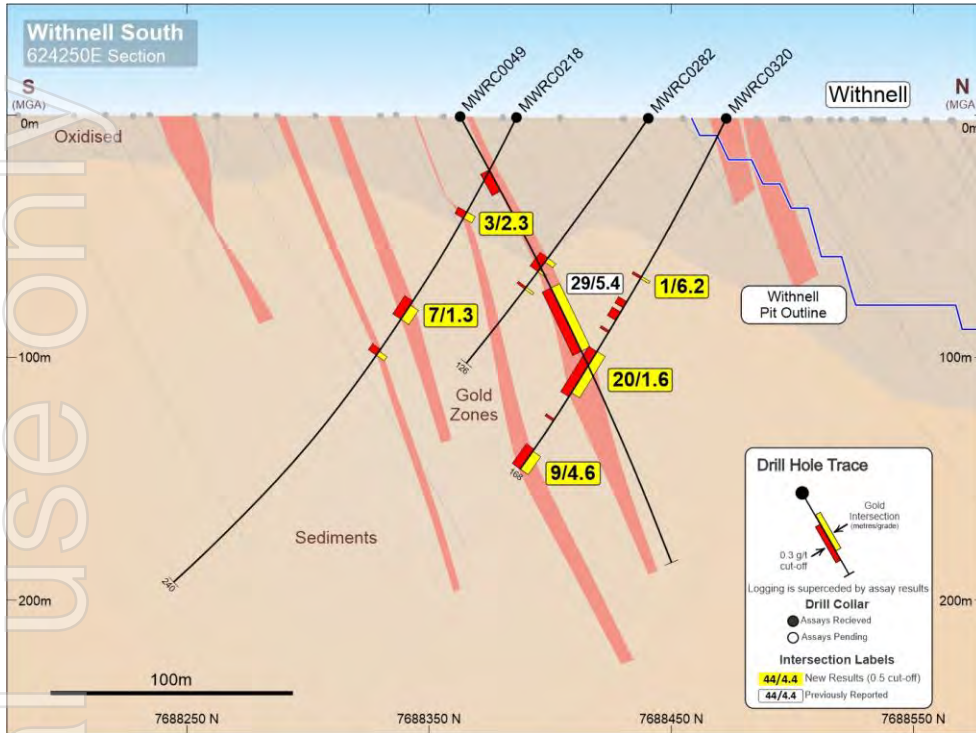 Withnell South
624250E Section
MWRC0049
MWRC0218
MWRC0282
MWRC0320
S
(MGA)
Withnell
N
(MGA)
0m
0m
Oxidised
3/2.3
29/5.4
1/6.2
Withnell
Pit Outline
7/1.3
100m
100m
126
20/1.6
Gold
Zones
9/4.6
168
Sediments
240
200m
200m
Drill Hole Trace
Gold
Intersection
(metres/grade)
0.3 g/t
cut-off
Logging is superceded by assay results
Drill Collar
Assays Recieved
Assays Pending
Intersection Labels
44/4.4 New Results (0.5 cut-off)
44/4.4 Previously Reported
100m
7688250 N
7688350 N
7688450 N
7688550 N
al use only